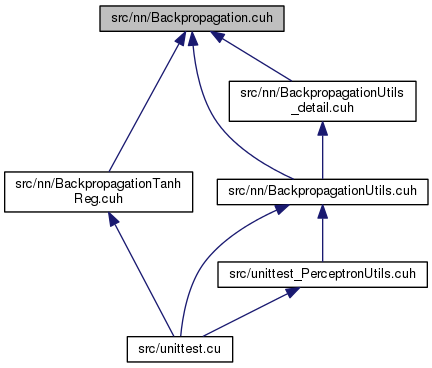 src/nn/Backpropagation.cuh
src/nn/BackpropagationUtils
_detail.cuh
src/nn/BackpropagationTanh
Reg.cuh
src/nn/BackpropagationUtils.cuh
src/unittest_PerceptronUtils.cuh
src/unittest.cu